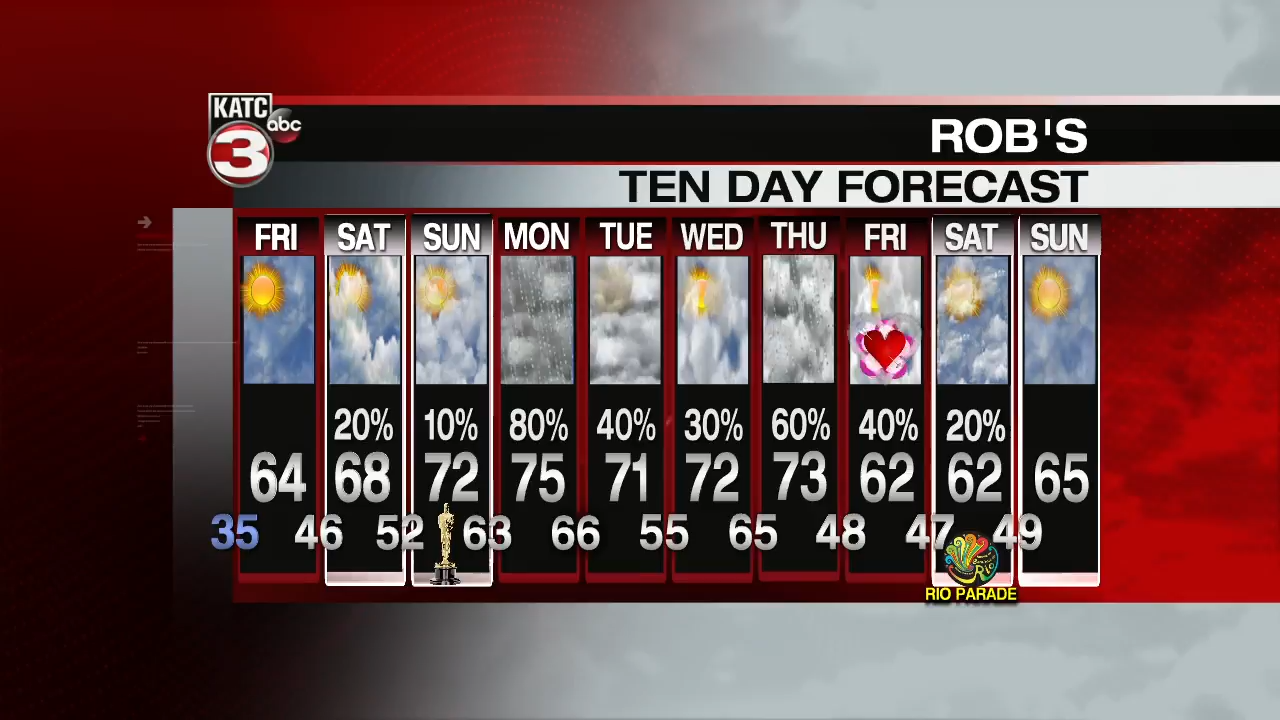 KATC
abc
3
ROB'S
TEN DAY FORECAST
FRI SAT SUN MON TUE WED THU FRI SAT SUN
20% 10% 80% 40% 30% 60% 40% 20%
64 68 72 75 71 72 73 62 62 65
35 46 52 63 66 55 65 48 47 49
RIO
RIO PARADE